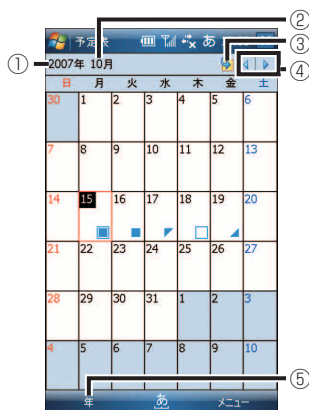 ②
予定表 あ
③
① 2007年 10月
④
日 月 火 水 木 金 土
30 1 2 3 4 5 6
7 8 9 10 11 12 13
14 15 16 17 18 19 20
21 22 23 24 25 26 27
28 29 30 31 1 2 3
4 5 6 7 8 9 10
⑤
年 あ メニュー